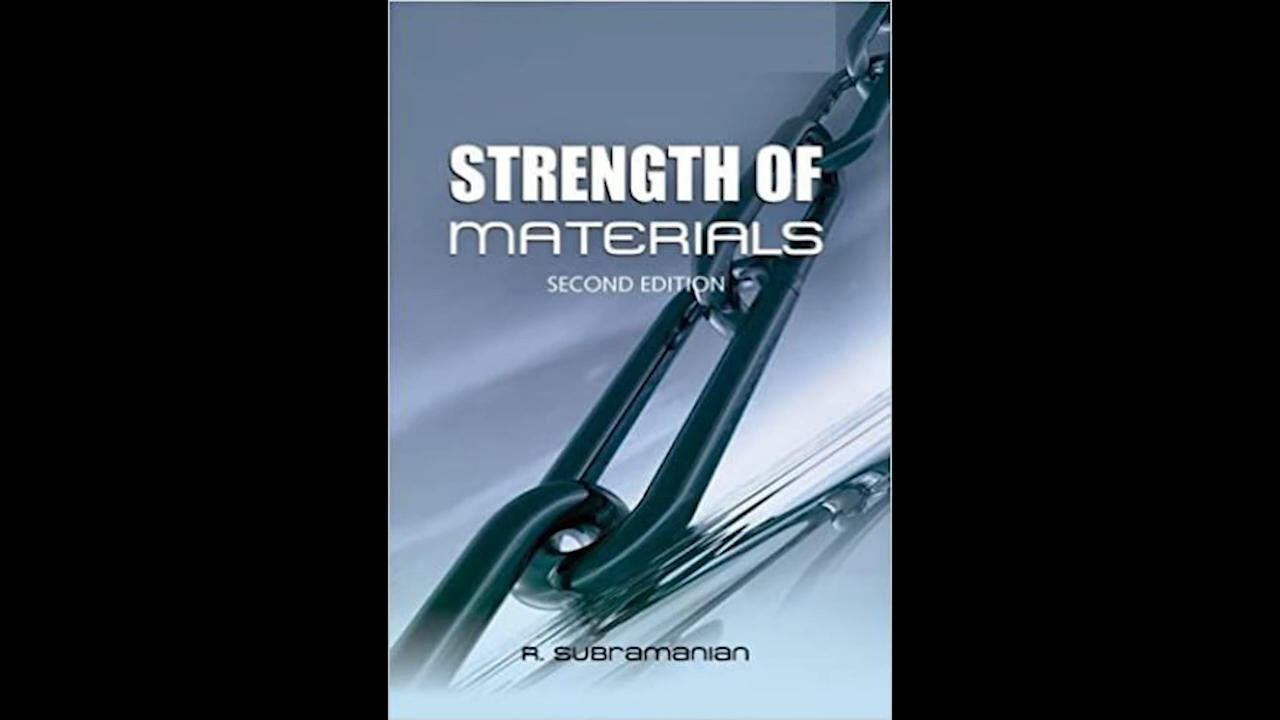 STRENGTH OF
MATERIALS
SECOND EDITION
R. SUBRAMANIAN